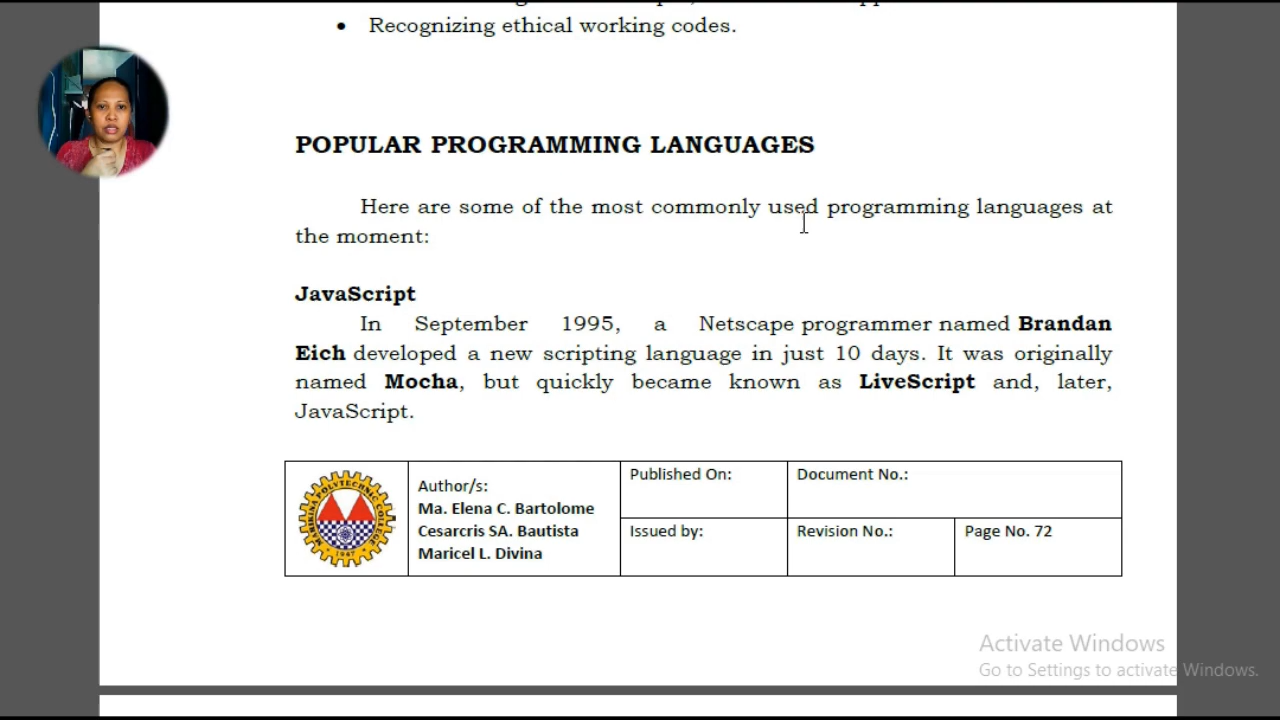 • Recognizing ethical working codes.
POPULAR PROGRAMMING LANGUAGES
Here are some of the most commonly used programming languages at
the moment:
JavaScript
In September 1995, a Netscape programmer named Brandan
Eich developed a new scripting language in just 10 days. It was originally
named Mocha, but quickly became known as LiveScript and, later,
JavaScript.
MARIKINA POLYTECHNIC COLLEGE
1947
Author/s:
Ma. Elena C. Bartolome
Cesarcris SA. Bautista
Maricel L. Divina
Published On:
Document No.:
Issued by:
Revision No.:
Page No. 72
Activate Windows
Go to Settings to activate Windows.